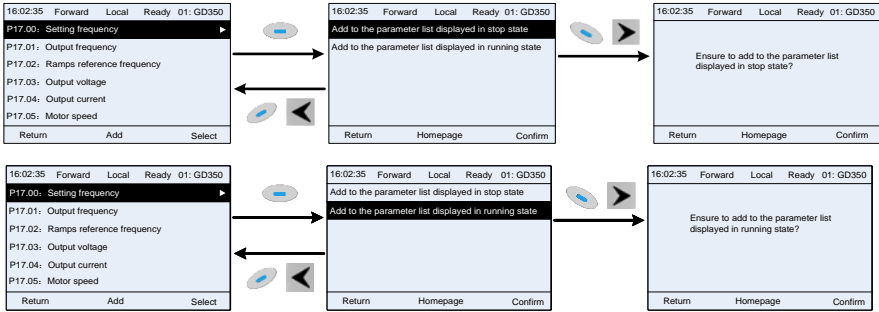 16:02:35 Forward Local Ready 01: GD350
P17.00: Setting frequency
P17.01: Output frequency
P17.02: Ramps reference frequency
P17.03: Output voltage
P17.04: Output current
P17.05: Motor speed
Return Add Select
16:02:35 Forward Local Ready 01: GD350
Add to the parameter list displayed in stop state
Add to the parameter list displayed in running state
Return Homepage Confirm
16:02:35 Forward Local Ready 01: GD350
Ensure to add to the parameter list
displayed in stop state?
Return Homepage Confirm
16:02:35 Forward Local Ready 01: GD350
P17.00: Setting frequency
P17.01: Output frequency
P17.02: Ramps reference frequency
P17.03: Output voltage
P17.04: Output current
P17.05: Motor speed
Return Add Select
16:02:35 Forward Local Ready 01: GD350
Add to the parameter list displayed in stop state
Add to the parameter list displayed in running state
Return Homepage Confirm
16:02:35 Forward Local Ready 01: GD350
Ensure to add to the parameter list
displayed in running state?
Return Homepage Confirm